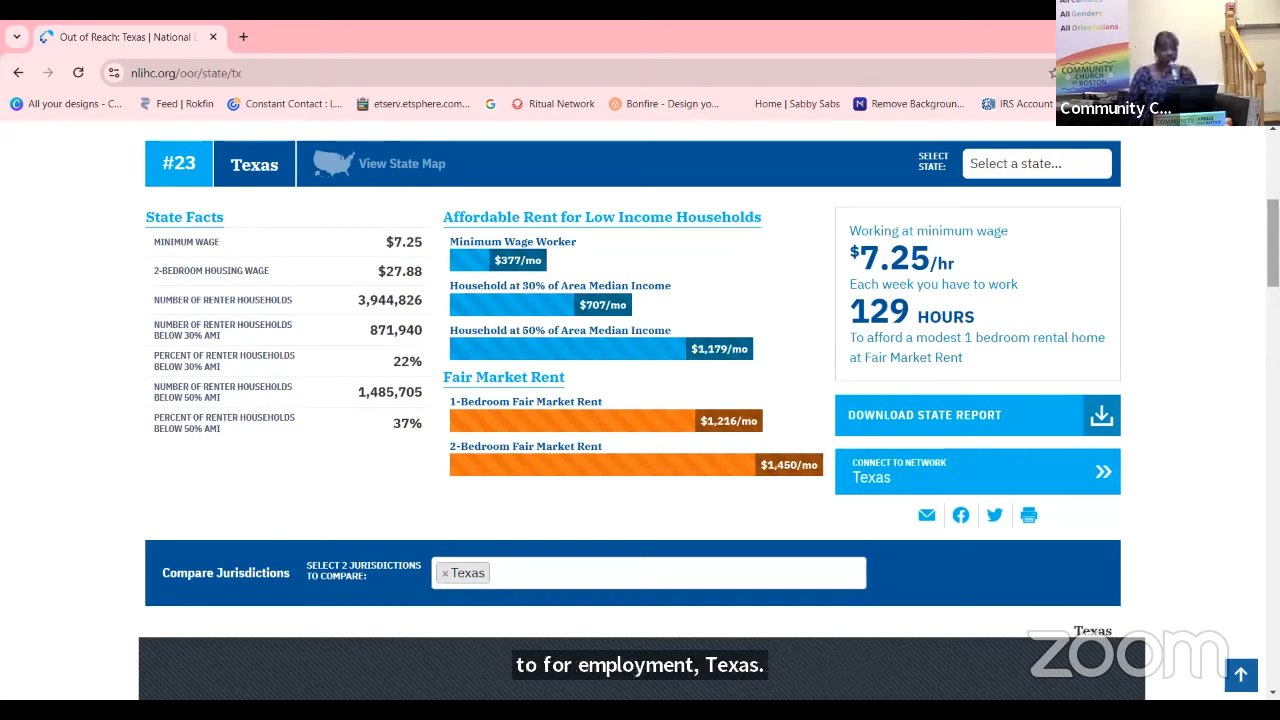 Out of Reach: Texas | National L
nlihc.org/oor/state/tx
All your designs - C...
Feed | Rokfin
Constant Contact : L...
etserv.etsphere.com...
Ritual Network
Bonfire - Design yo...
Home | Sabby Sabs
Remove Backgroun...
IRS Account
All Genders
All Orientations
COMMUNITY
CHURCH
OF BOSTON
Community C...
#23
Texas
View State Map
SELECT
STATE:
Select a state...
State Facts
MINIMUM WAGE $7.25
2-BEDROOM HOUSING WAGE $27.88
NUMBER OF RENTER HOUSEHOLDS 3,944,826
NUMBER OF RENTER HOUSEHOLDS
BELOW 30% AMI 871,940
PERCENT OF RENTER HOUSEHOLDS
BELOW 30% AMI 22%
NUMBER OF RENTER HOUSEHOLDS
BELOW 50% AMI 1,485,705
PERCENT OF RENTER HOUSEHOLDS
BELOW 50% AMI 37%
Affordable Rent for Low Income Households
Minimum Wage Worker
$377/mo
Household at 30% of Area Median Income
$707/mo
Household at 50% of Area Median Income
$1,179/mo
Fair Market Rent
1-Bedroom Fair Market Rent
$1,216/mo
2-Bedroom Fair Market Rent
$1,450/mo
Working at minimum wage
$7.25/hr
Each week you have to work
129 HOURS
To afford a modest 1 bedroom rental home
at Fair Market Rent
DOWNLOAD STATE REPORT
CONNECT TO NETWORK
Texas
Compare Jurisdictions
SELECT 2 JURISDICTIONS
TO COMPARE:
× Texas
Texas
zoom
to for employment, Texas.